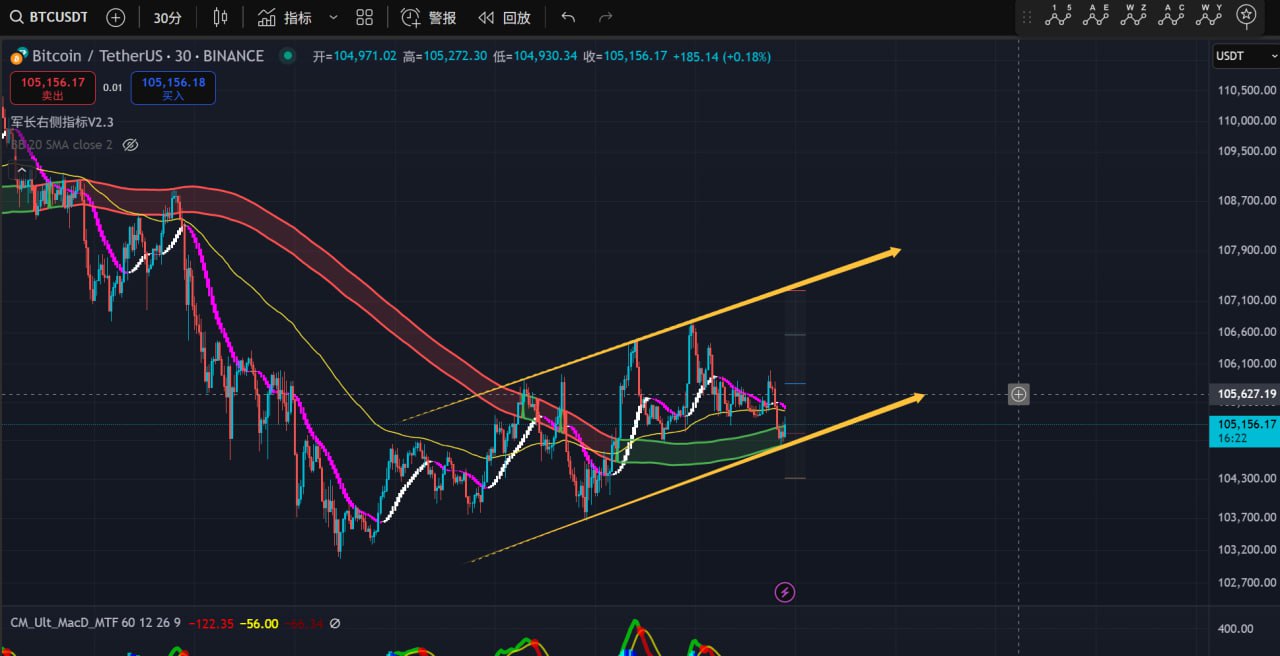 BTCUSDT 30分 指标 警报 回放
1 5 A E W Z A C W Y
Bitcoin / TetherUS · 30 · BINANCE 开=104,971.02 高=105,272.30 低=104,930.34 收=105,156.17 +185.14 (+0.18%)
USDT
105,156.17 0.01 105,156.18
卖出 买入
军长右侧指标V2.3
BB 20 SMA close 2
110,500.00
110,000.00
109,500.00
108,700.00
107,900.00
107,100.00
106,600.00
106,100.00
105,627.19
105,156.17
16:22
104,300.00
103,700.00
103,200.00
102,700.00
CM_Ult_MacD_MTF 60 12 26 9 −122.35 −56.00 −66.34
400.00